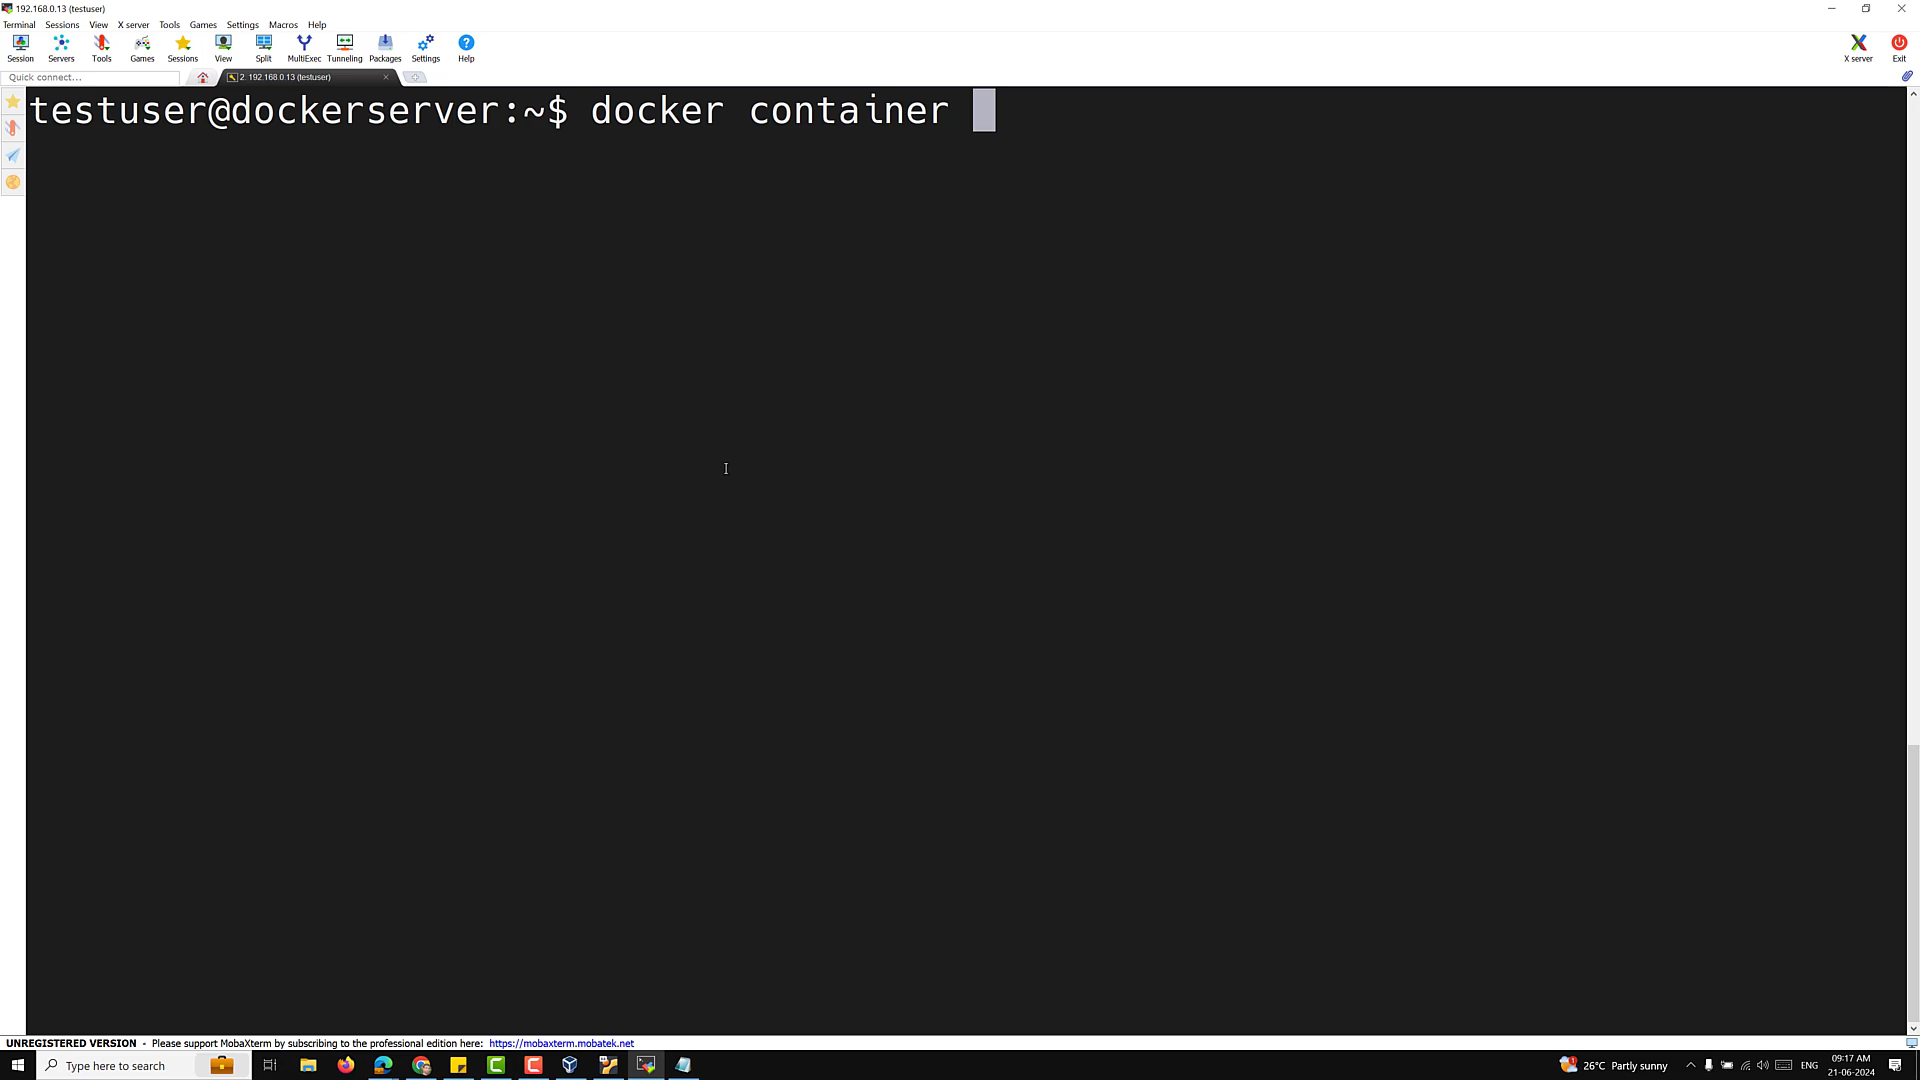 192.168.0.13 (testuser)
Terminal Sessions View X server Tools Games Settings Macros Help
Session Servers Tools Games Sessions View Split MultiExec Tunneling Packages Settings Help X server Exit
Quick connect... 2. 192.168.0.13 (testuser)
testuser@dockerserver:~$ docker container
UNREGISTERED VERSION - Please support MobaXterm by subscribing to the professional edition here: https://mobaxterm.mobatek.net
Type here to search 26°C Partly sunny ENG 09:17 AM
21-06-2024